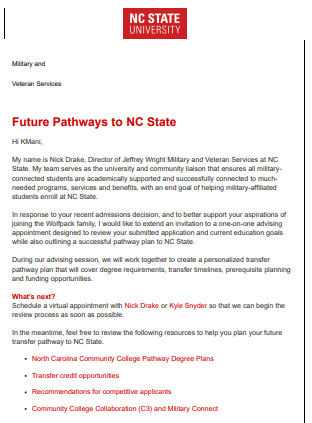 NC STATE
UNIVERSITY
Military and
Veteran Services
Future Pathways to NC State
Hi KMani,
My name is Nick Drake, Director of Jeffrey Wright Military and Veteran Services at NC
State. My team serves as the university and community liaison that ensures all military-
connected students are academically supported and successfully connected to much-
needed programs, services and benefits, with an end goal of helping military-affiliated
students enroll at NC State.
In response to your recent admissions decision, and to better support your aspirations of
joining the Wolfpack family, I would like to extend an invitation to a one-on-one advising
appointment designed to review your submitted application and current education goals
while also outlining a successful pathway plan to NC State.
During our advising session, we will work together to create a personalized transfer
pathway plan that will cover degree requirements, transfer timelines, prerequisite planning
and funding opportunities.
What's next?
Schedule a virtual appointment with Nick Drake or Kyle Snyder so that we can begin the
review process as soon as possible.
In the meantime, feel free to review the following resources to help you plan your future
transfer pathway to NC State.
• North Carolina Community College Pathway Degree Plans
• Transfer credit opportunities
• Recommendations for competitive applicants
• Community College Collaboration (C3) and Military Connect